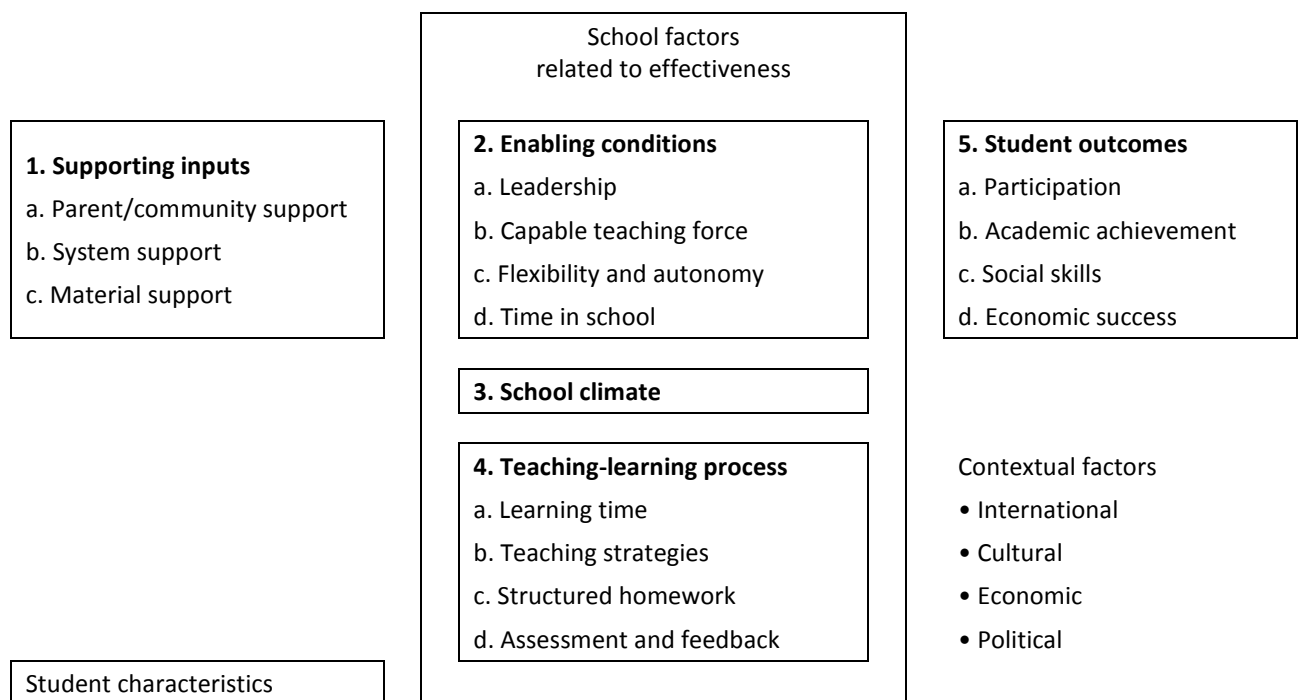 School factors
related to effectiveness
1. Supporting inputs
a. Parent/community support
b. System support
c. Material support
2. Enabling conditions
a. Leadership
b. Capable teaching force
c. Flexibility and autonomy
d. Time in school
3. School climate
4. Teaching-learning process
a. Learning time
b. Teaching strategies
c. Structured homework
d. Assessment and feedback
5. Student outcomes
a. Participation
b. Academic achievement
c. Social skills
d. Economic success
Contextual factors
• International
• Cultural
• Economic
• Political
Student characteristics